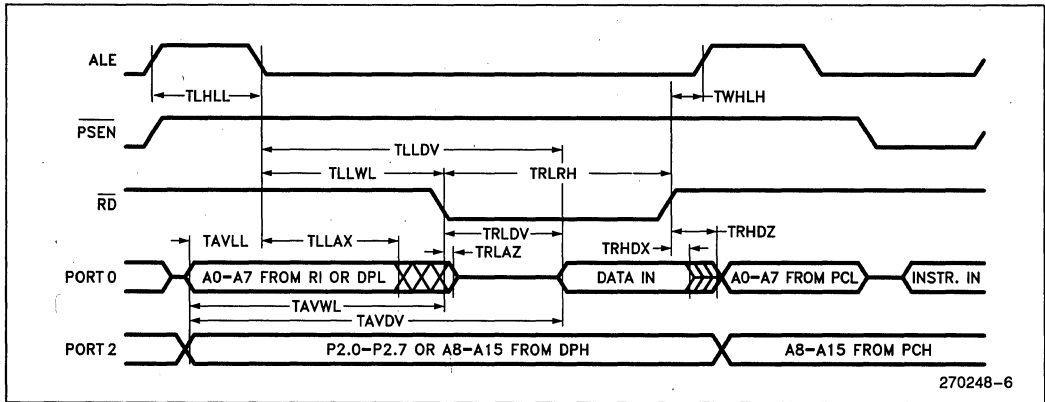 ALE
TLHLL
TWHLH
PSEN
TLLDV
TLLWL
TRLRH
RD
TRLDV
TRHDZ
TAVLL
TLLAX
TRLAZ
TRHDX
PORT 0
A0–A7 FROM RI OR DPL
DATA IN
A0–A7 FROM PCL
INSTR. IN
TAVWL
TAVDV
PORT 2
P2.0–P2.7 OR A8–A15 FROM DPH
A8–A15 FROM PCH
270248–6